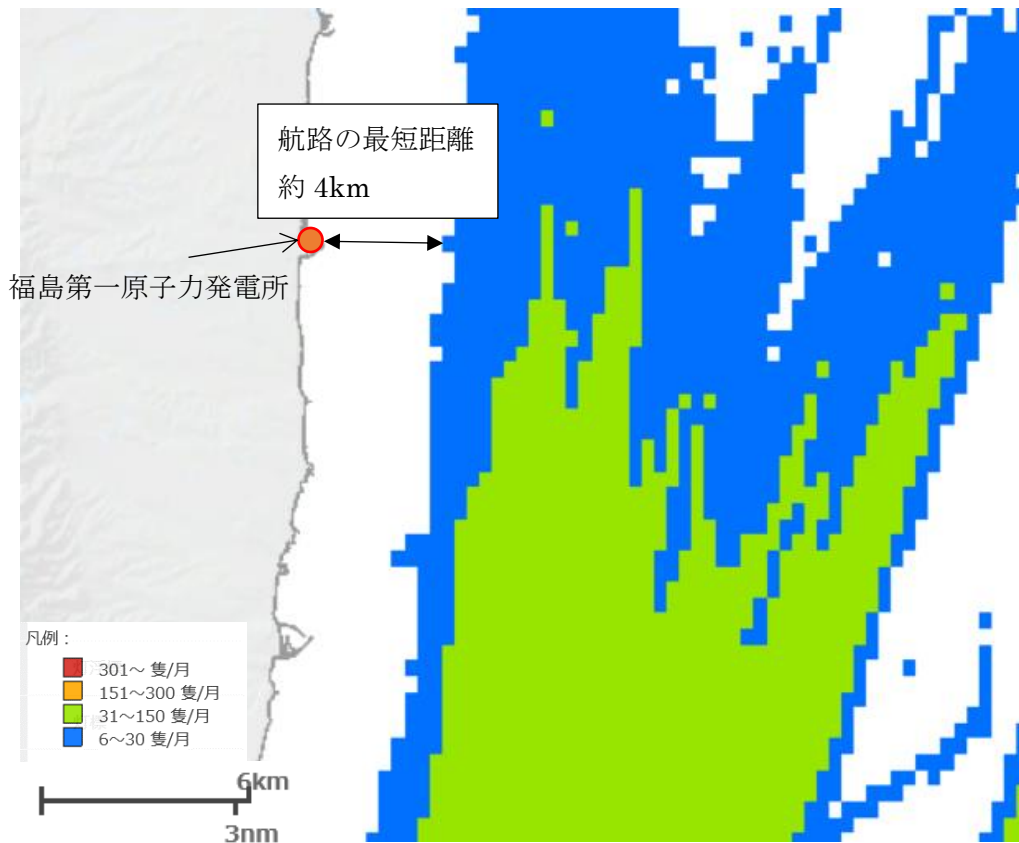 航路の最短距離
約 4km
福島第一原子力発電所
凡例：
301～ 隻/月
151～300 隻/月
31～150 隻/月
6～30 隻/月
6km
3nm